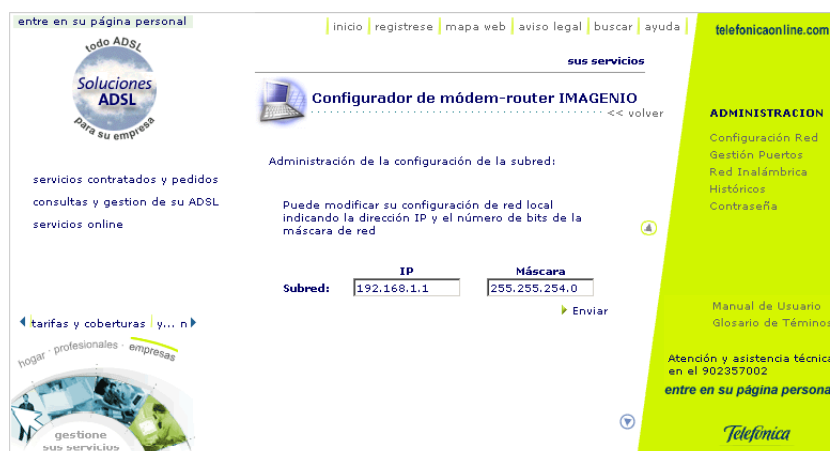 entre en su página personal
inicio registrese mapa web aviso legal buscar ayuda
telefonicaonline.com
todo ADSL
Soluciones
ADSL
para su empresa
sus servicios
Configurador de módem-router IMAGENIO
<< volver
ADMINISTRACION
Configuración Red
Gestión Puertos
Red Inalámbrica
Históricos
Contraseña
Administración de la configuración de la subred:
servicios contratados y pedidos
consultas y gestion de su ADSL
servicios online
Puede modificar su configuración de red local
indicando la dirección IP y el número de bits de la
máscara de red
IP Máscara
Subred: 192.168.1.1 255.255.254.0
Enviar
Manual de Usuario
Glosario de Téminos
tarifas y coberturas y... n
hogar · profesionales · empresas
Atención y asistencia técnica
en el 902357002
entre en su página persona
gestione
sus servicios
Telefónica